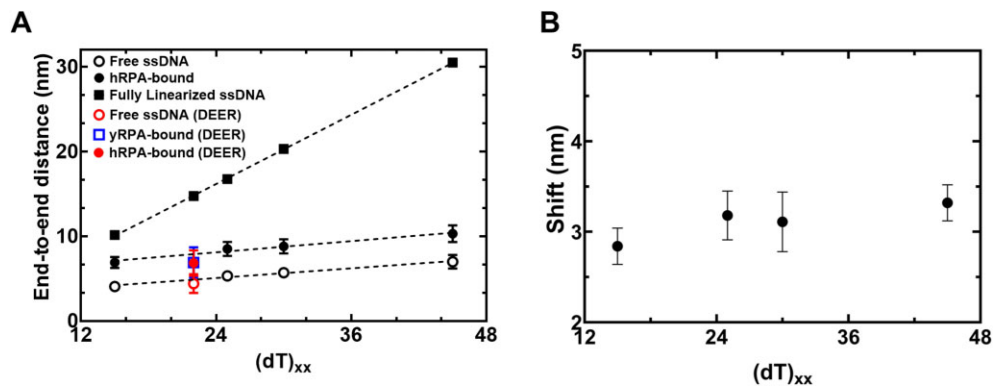 A
End-to-end distance (nm)
30
20
10
0
Free ssDNA
hRPA-bound
Fully Linearized ssDNA
Free ssDNA (DEER)
yRPA-bound (DEER)
hRPA-bound (DEER)
12 24 36 48
(dT)xx
B
Shift (nm)
5
4
3
2
12 24 36 48
(dT)xx